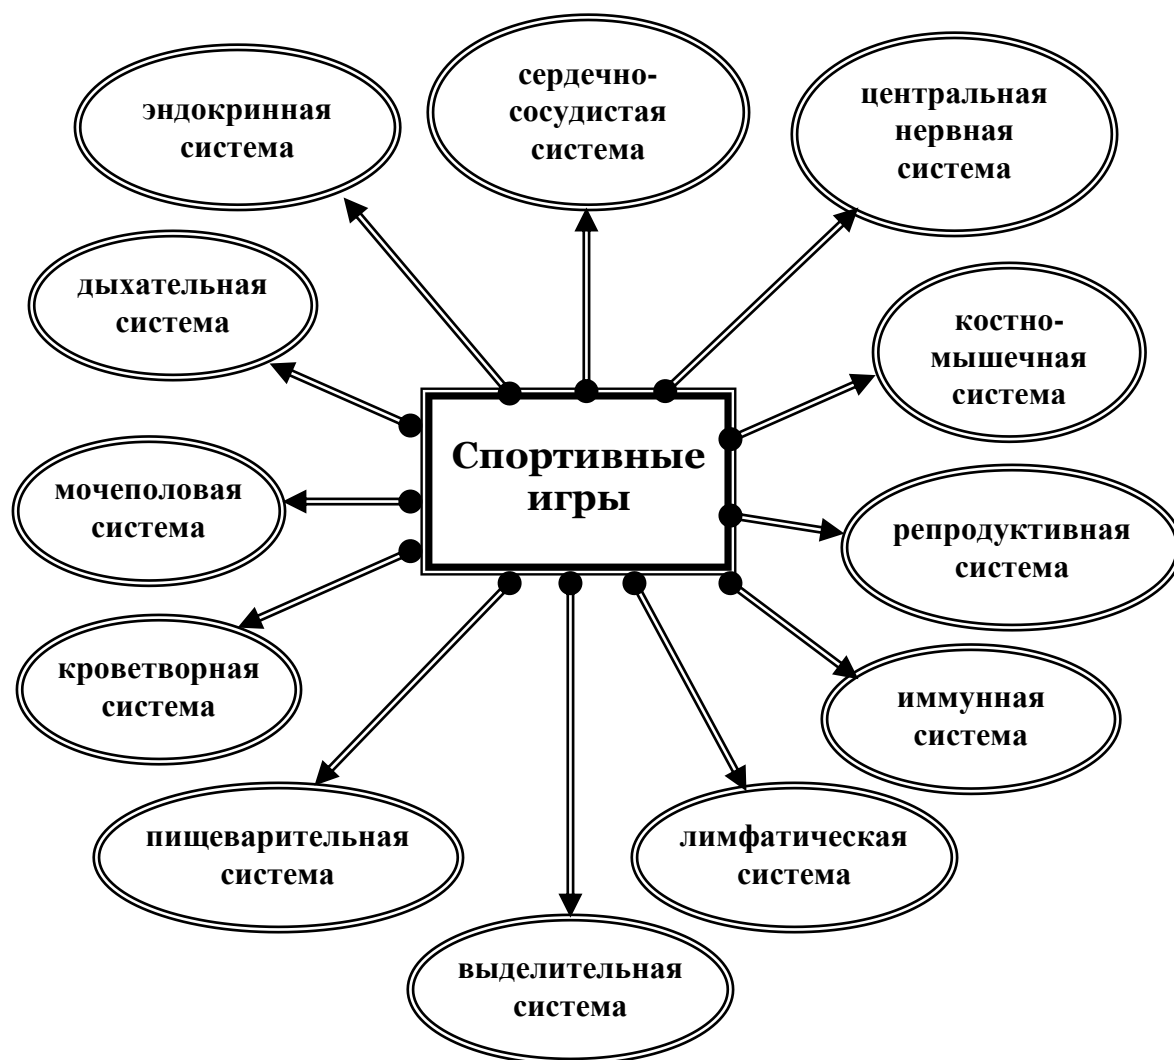 эндокринная
система
сердечно-
сосудистая
система
центральная
нервная
система
дыхательная
система
костно-
мышечная
система
Спортивные
игры
мочеполовая
система
репродуктивная
система
кроветворная
система
иммунная
система
пищеварительная
система
лимфатическая
система
выделительная
система